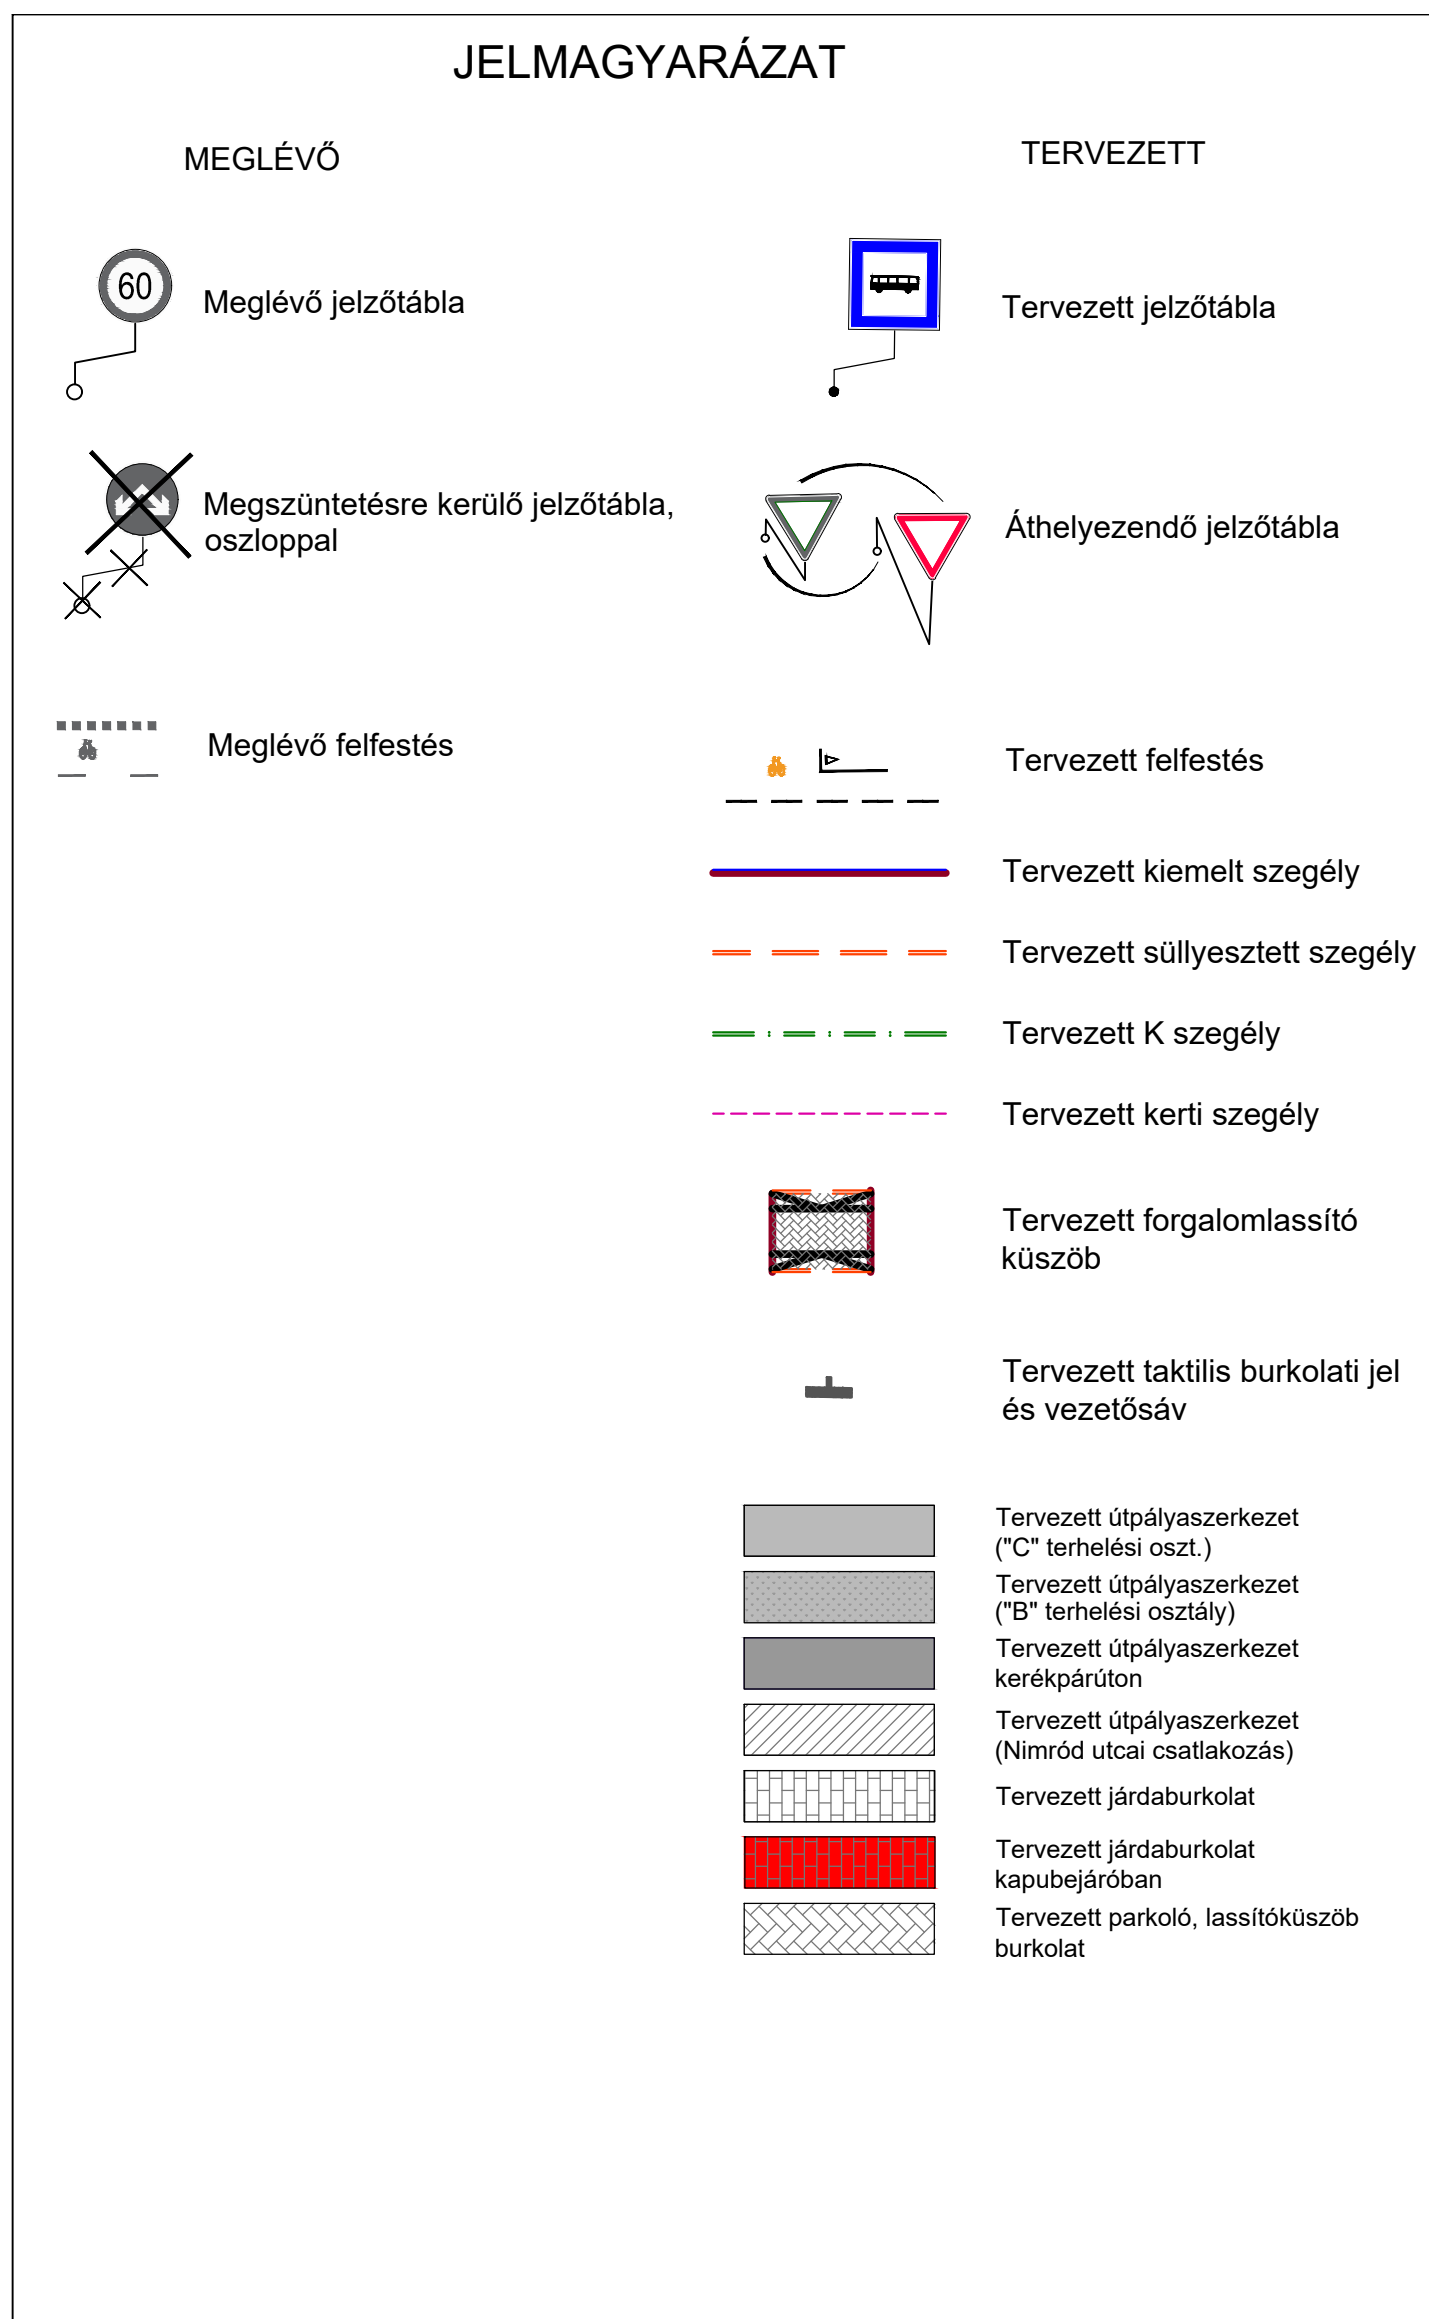 JELMAGYARÁZAT
MEGLÉVŐ
TERVEZETT
60
Meglévő jelzőtábla
Tervezett jelzőtábla
Megszüntetésre kerülő jelzőtábla,
oszloppal
Áthelyezendő jelzőtábla
Meglévő felfestés
Tervezett felfestés
Tervezett kiemelt szegély
Tervezett süllyesztett szegély
Tervezett K szegély
Tervezett kerti szegély
Tervezett forgalomlassító
küszöb
Tervezett taktilis burkolati jel
és vezetősáv
Tervezett útpályaszerkezet
("C" terhelési oszt.)
Tervezett útpályaszerkezet
("B" terhelési osztály)
Tervezett útpályaszerkezet
kerékpárúton
Tervezett útpályaszerkezet
(Nimród utcai csatlakozás)
Tervezett járdaburkolat
Tervezett járdaburkolat
kapubejáróban
Tervezett parkoló, lassítóküszöb
burkolat